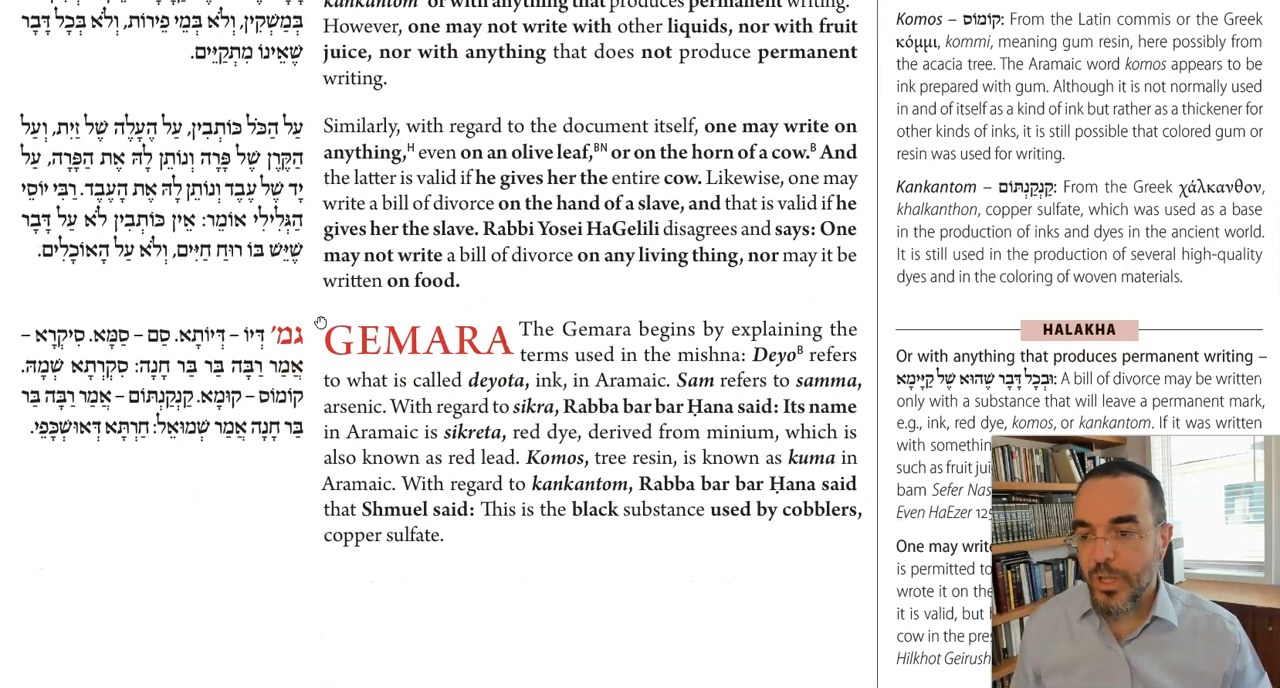 בְּמַשְׁקִין, וְלֹא בְּמֵי פֵירוֹת, וְלֹא בְּכׇל דָּבָר
שֶׁאֵינוֹ מִתְקַיֵּים.
עַל הַכֹּל כּוֹתְבִין, עַל הֶעָלֶה שֶׁל זַיִת, וְעַל
הַקֶּרֶן שֶׁל פָּרָה וְנוֹתֵן לָהּ אֶת הַפָּרָה, עַל
יָד שֶׁל עֶבֶד וְנוֹתֵן לָהּ אֶת הָעֶבֶד. רַבִּי יוֹסֵי
הַגְּלִילִי אוֹמֵר: אֵין כּוֹתְבִין לֹא עַל דָּבָר
שֶׁיֵּשׁ בּוֹ רוּחַ חַיִּים, וְלֹא עַל הָאוֹכָלִים.
גמ׳ דְּיוֹ – דְּיוֹתָא. סַם – סַמָּא. סִיקְרָא –
אֲמַר רַבָּה בַּר בַּר חָנָה: סְקַרְתָּא שְׁמָהּ.
קוֹמוֹס – קוּמָא. קַנְקַנְתּוֹם – אֲמַר רַבָּה בַּר
בַּר חָנָה אֲמַר שְׁמוּאֵל: חַרְתָּא דְּאוּשְׁכָּפֵי.
kankantom or with anything that produces permanent writing.
However, one may not write with other liquids, nor with fruit
juice, nor with anything that does not produce permanent
writing.
Similarly, with regard to the document itself, one may write on
anything,H even on an olive leaf,BN or on the horn of a cow.B And
the latter is valid if he gives her the entire cow. Likewise, one may
write a bill of divorce on the hand of a slave, and that is valid if he
gives her the slave. Rabbi Yosei HaGelili disagrees and says: One
may not write a bill of divorce on any living thing, nor may it be
written on food.
GEMARA The Gemara begins by explaining the
terms used in the mishna: DeyoB refers
to what is called deyota, ink, in Aramaic. Sam refers to samma,
arsenic. With regard to sikra, Rabba bar bar Ḥana said: Its name
in Aramaic is sikreta, red dye, derived from minium, which is
also known as red lead. Komos, tree resin, is known as kuma in
Aramaic. With regard to kankantom, Rabba bar bar Ḥana said
that Shmuel said: This is the black substance used by cobblers,
copper sulfate.
Komos – קוֹמוֹס: From the Latin commis or the Greek
κόμμι, kommi, meaning gum resin, here possibly from
the acacia tree. The Aramaic word komos appears to be
ink prepared with gum. Although it is not normally used
in and of itself as a kind of ink but rather as a thickener for
other kinds of inks, it is still possible that colored gum or
resin was used for writing.
Kankantom – קַנְקַנְתּוֹם: From the Greek χάλκανθον,
khalkanthon, copper sulfate, which was used as a base
in the production of inks and dyes in the ancient world.
It is still used in the production of several high-quality
dyes and in the coloring of woven materials.
HALAKHA
Or with anything that produces permanent writing –
וּבְכׇל דָּבָר שֶׁהוּא שֶׁל קַיָּימָא: A bill of divorce may be written
only with a substance that will leave a permanent mark,
e.g., ink, red dye, komos, or kankantom. If it was written
with somethin
such as fruit jui
bam Sefer Nas
Even HaEzer 125
One may write
is permitted to
wrote it on the
it is valid, but
cow in the pres
Hilkhot Geirush